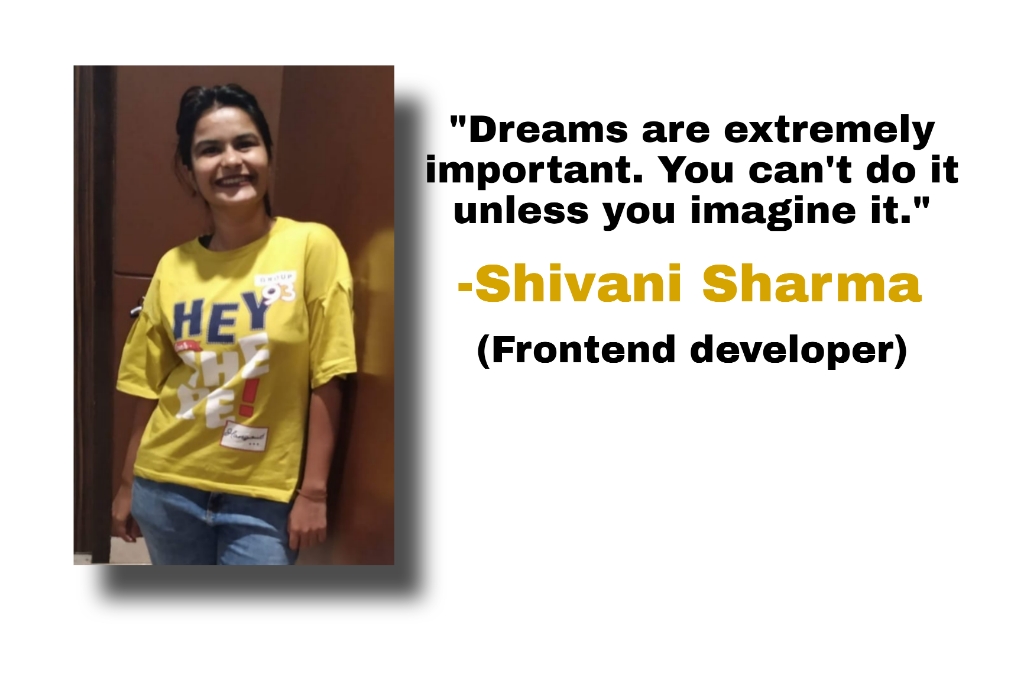 "Dreams are extremely
important. You can't do it
unless you imagine it."
-Shivani Sharma
(Frontend developer)
HEY
93